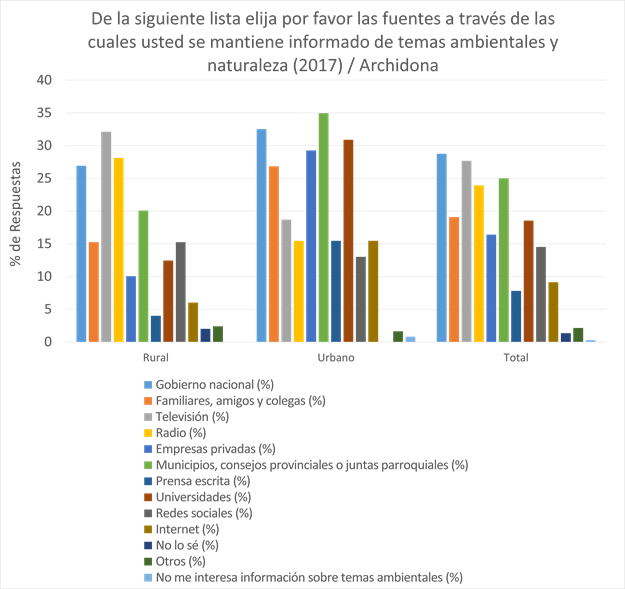 De la siguiente lista elija por favor las fuentes a través de las
cuales usted se mantiene informado de temas ambientales y
naturaleza (2017) / Archidona
40
35
30
25
20
15
10
5
0
% de Respuestas
Rural
Urbano
Total
Gobierno nacional (%)
Familiares, amigos y colegas (%)
Televisión (%)
Radio (%)
Empresas privadas (%)
Municipios, consejos provinciales o juntas parroquiales (%)
Prensa escrita (%)
Universidades (%)
Redes sociales (%)
Internet (%)
No lo sé (%)
Otros (%)
No me interesa información sobre temas ambientales (%)